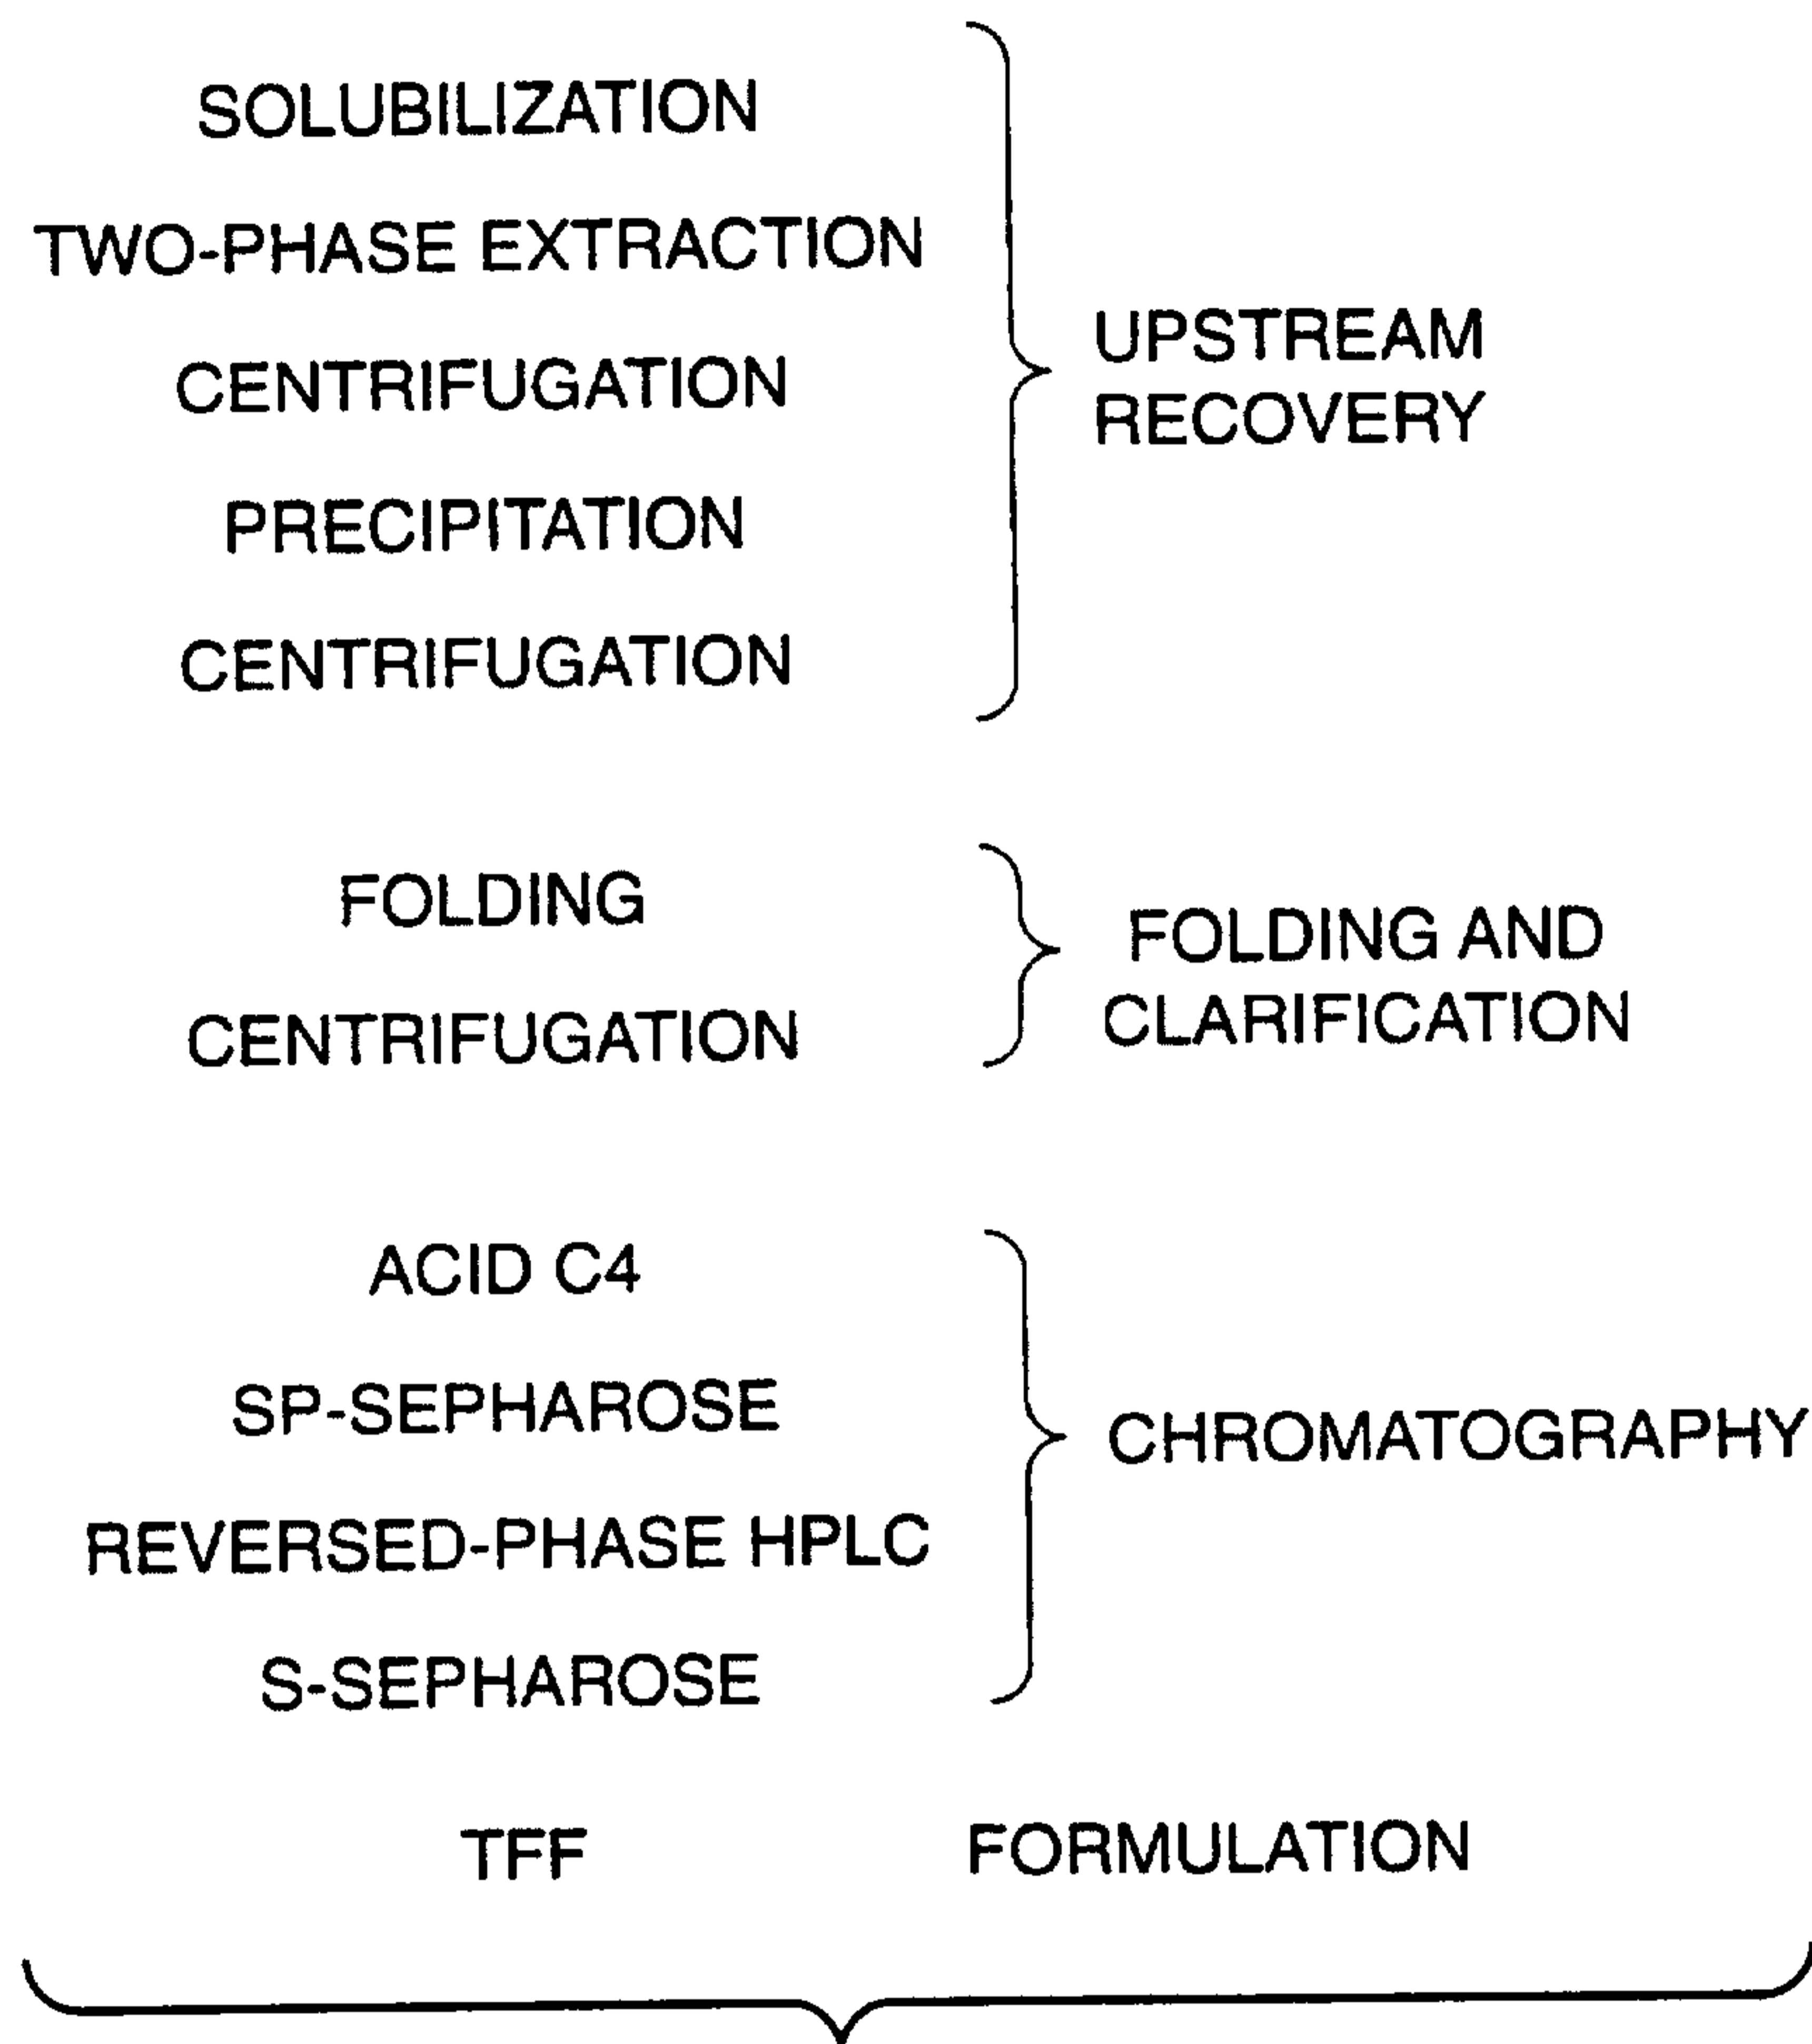 SOLUBILIZATION
TWO-PHASE EXTRACTION
CENTRIFUGATION
PRECIPITATION
CENTRIFUGATION
UPSTREAM
RECOVERY
FOLDING
CENTRIFUGATION
FOLDING AND
CLARIFICATION
ACID C4
SP-SEPHAROSE
REVERSED-PHASE HPLC
S-SEPHAROSE
CHROMATOGRAPHY
TFF
FORMULATION